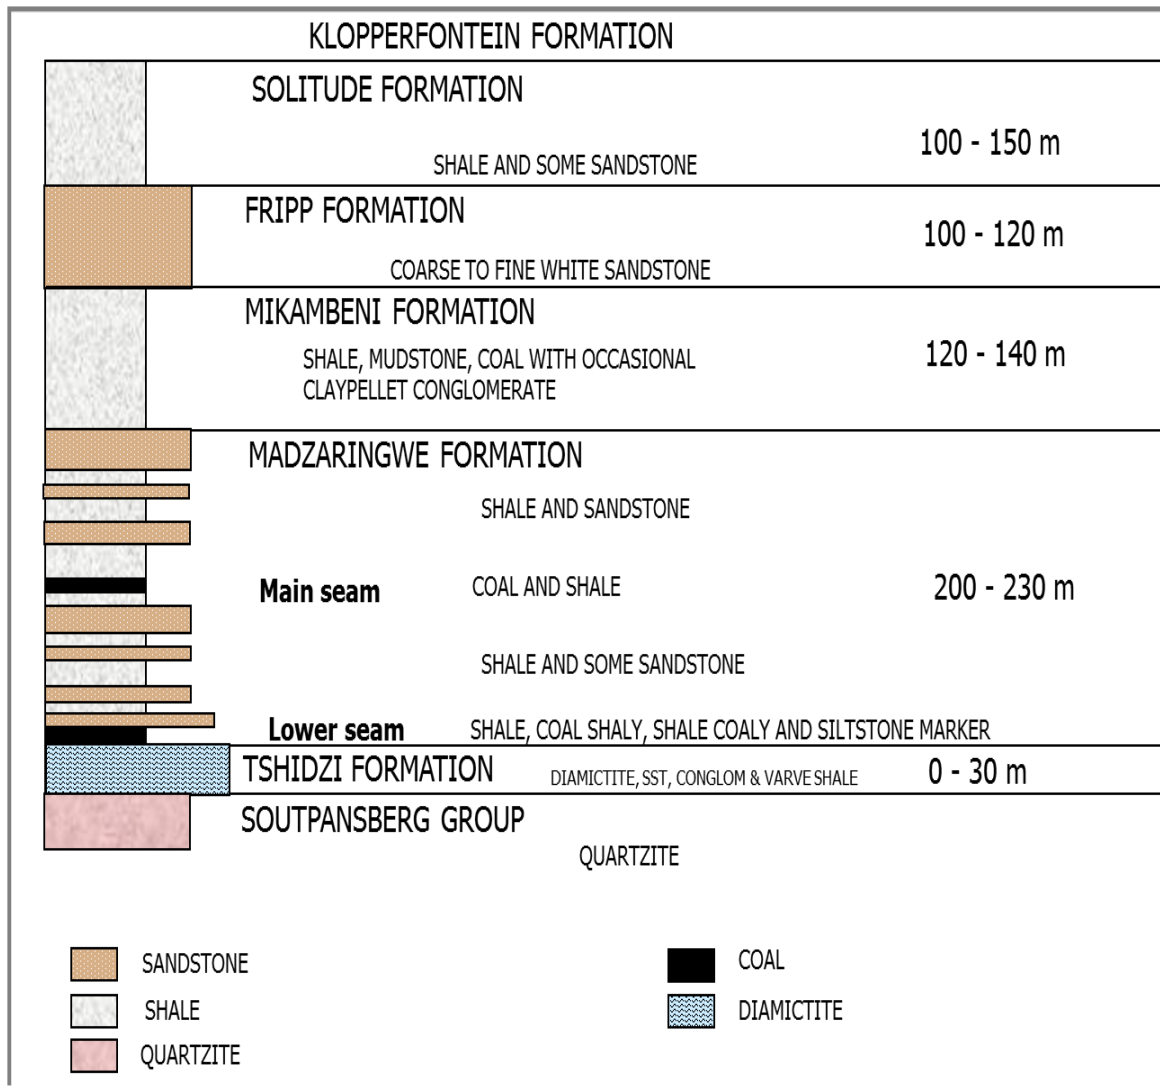 KLOPPERFONTEIN FORMATION
SOLITUDE FORMATION
100 - 150 m
SHALE AND SOME SANDSTONE
FRIPP FORMATION
100 - 120 m
COARSE TO FINE WHITE SANDSTONE
MIKAMBENI FORMATION
SHALE, MUDSTONE, COAL WITH OCCASIONAL
CLAYPELLET CONGLOMERATE
120 - 140 m
MADZARINGWE FORMATION
SHALE AND SANDSTONE
Main seam COAL AND SHALE 200 - 230 m
SHALE AND SOME SANDSTONE
Lower seam SHALE, COAL SHALY, SHALE COALY AND SILTSTONE MARKER
TSHIDZI FORMATION DIAMICTITE, SST, CONGLOM & VARVE SHALE 0 - 30 m
SOUTPANSBERG GROUP
QUARTZITE
SANDSTONE
SHALE
QUARTZITE
COAL
DIAMICTITE